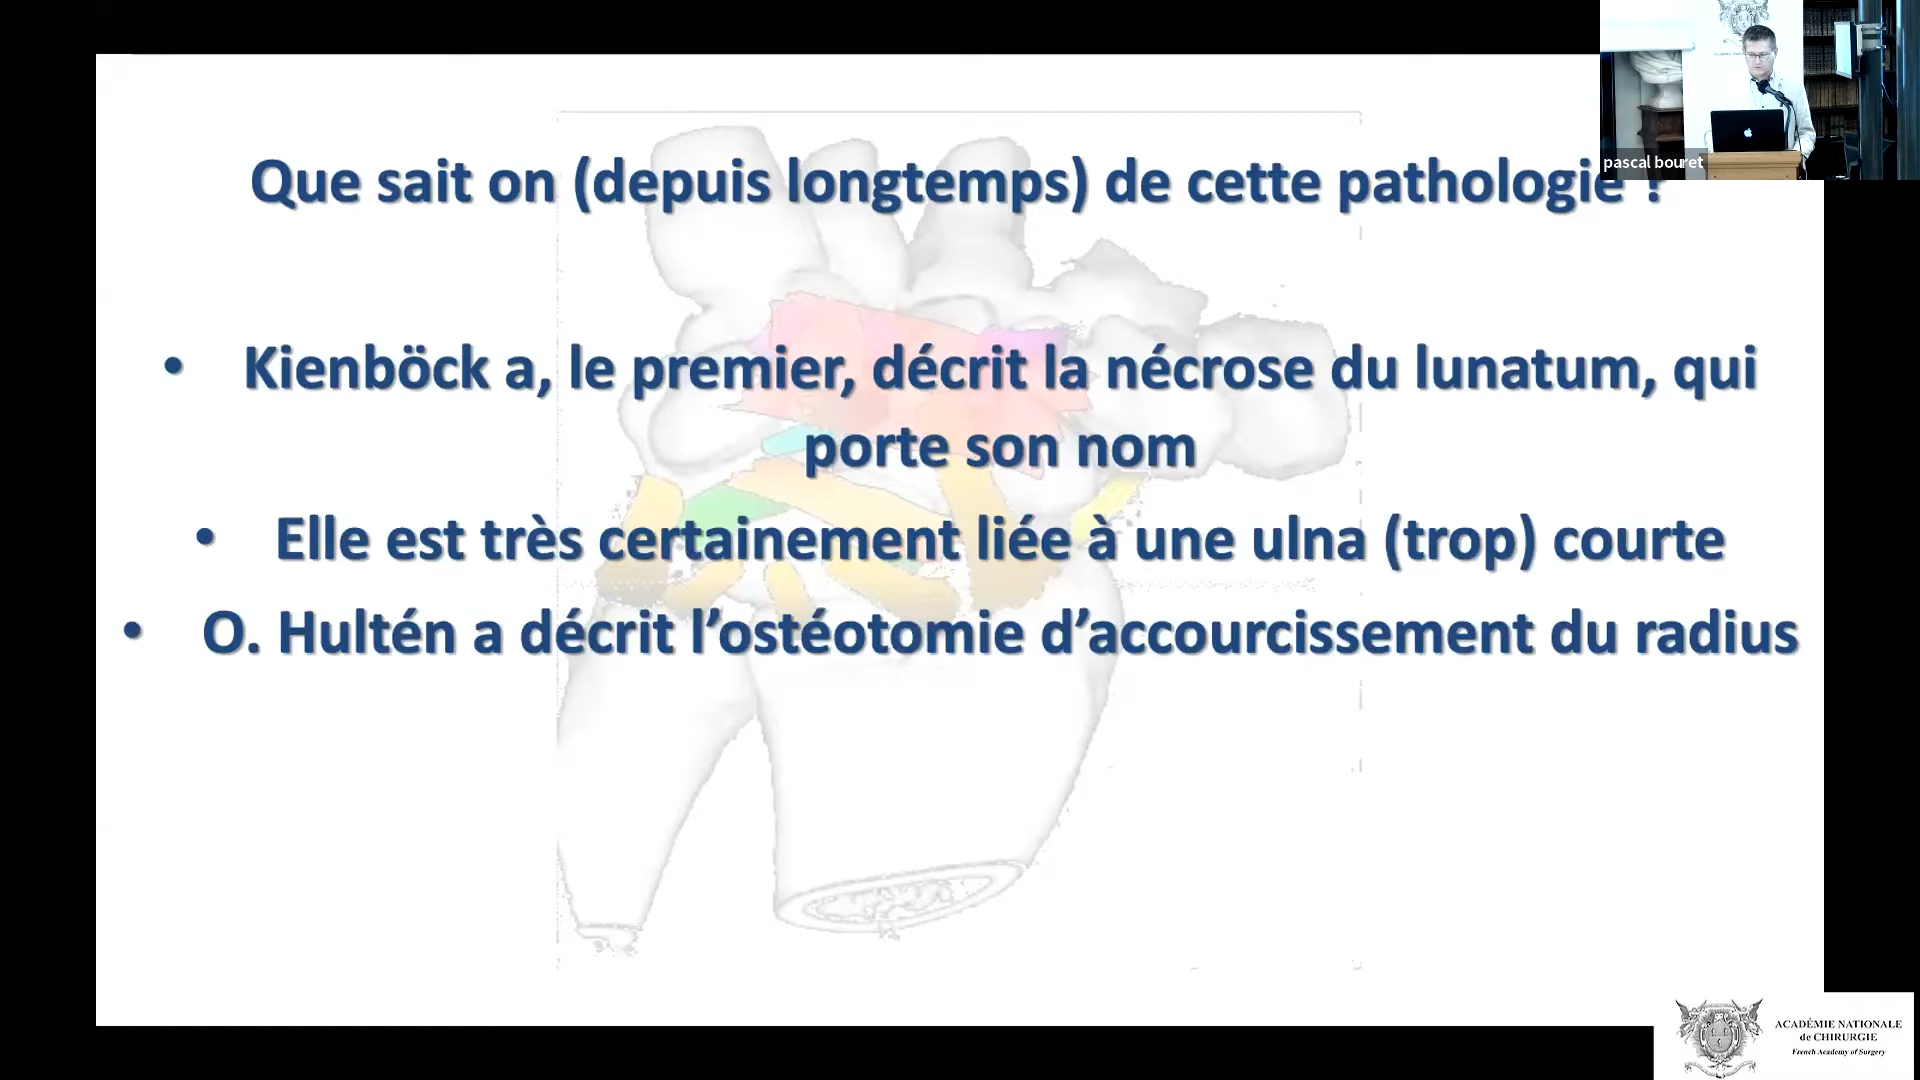 Que sait on (depuis longtemps) de cette pathologie ?
pascal bouret
• Kienböck a, le premier, décrit la nécrose du lunatum, qui
porte son nom
• Elle est très certainement liée à une ulna (trop) courte
• O. Hultén a décrit l’ostéotomie d’accourcissement du radius
ACADÉMIE NATIONALE
de CHIRURGIE
French Academy of Surgery